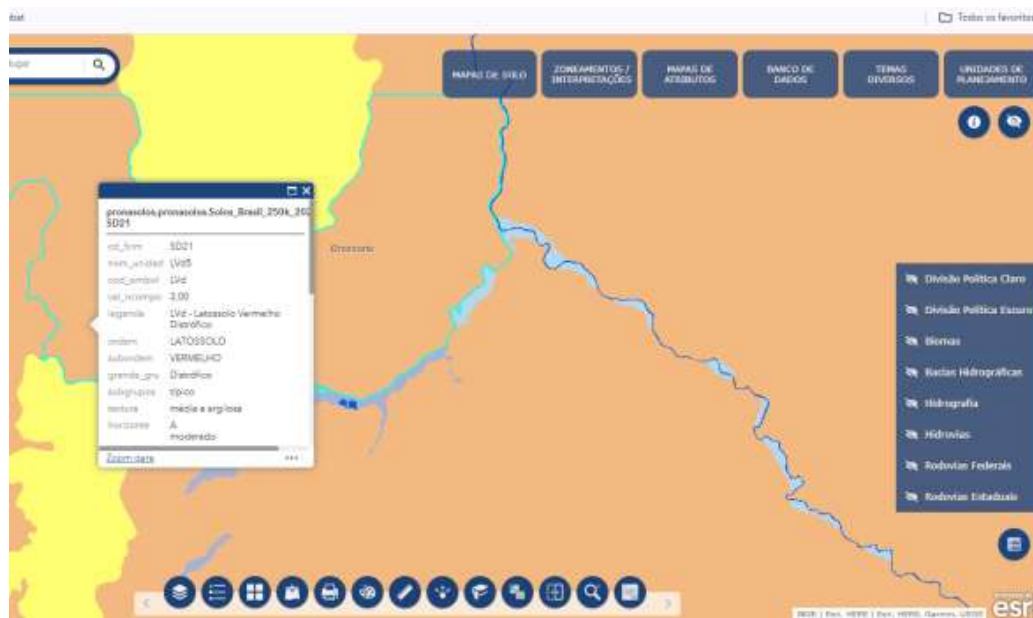 Todos os favoritos
MAPAS DE SOLO
ZONEAMENTOS /
INTERPRETAÇÕES
MAPAS DE
ATRIBUTOS
BANCO DE
DADOS
TEMAS
DIVERSOS
UNIDADES DE
PLANEJAMENTO
pronasolos.pronasolos.Solos_Brasil_250k_202
SD21
SD21
nom_unidad LVd5
cod_simbol LVd
2,00
legenda LVd - Latossolo Vermelho
Distrófico
ordem LATOSSOLO
subordem VERMELHO
grande_gru Distrófico
subgrupos típico
textura média e argilosa
horizonte A
moderado
Zoom para
•••
Divisão Política Claro
Divisão Política Escuro
Biomas
Bacias Hidrográficas
Hidrografia
Hidrovias
Rodovias Federais
Rodovias Estaduais
esri